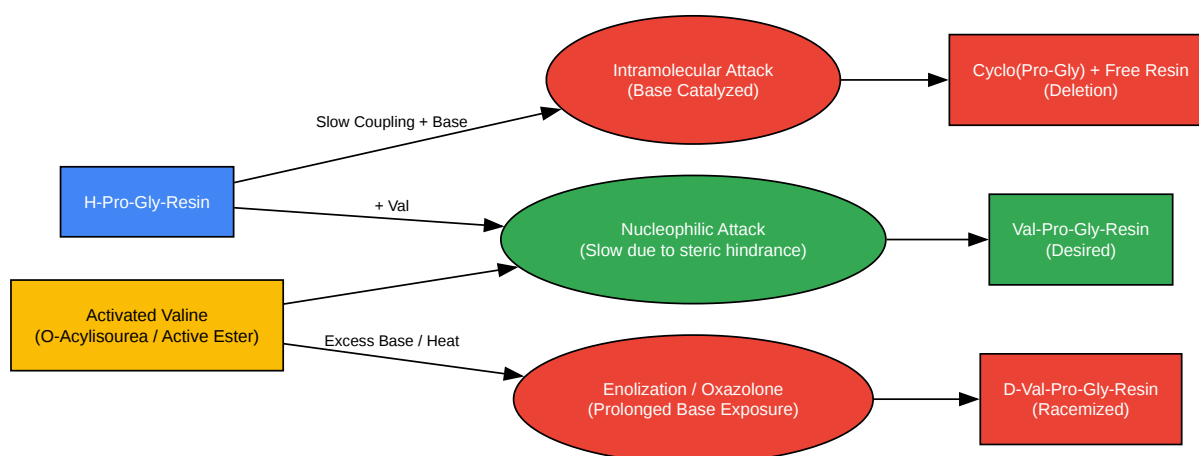 Intramolecular Attack
(Base Catalyzed)
Cyclo(Pro-Gly) + Free Resin
(Deletion)
Slow Coupling + Base
H-Pro-Gly-Resin
+ Val
Nucleophilic Attack
(Slow due to steric hindrance)
Val-Pro-Gly-Resin
(Desired)
Activated Valine
(O-Acylisourea / Active Ester)
Excess Base / Heat
Enolization / Oxazolone
(Prolonged Base Exposure)
D-Val-Pro-Gly-Resin
(Racemized)